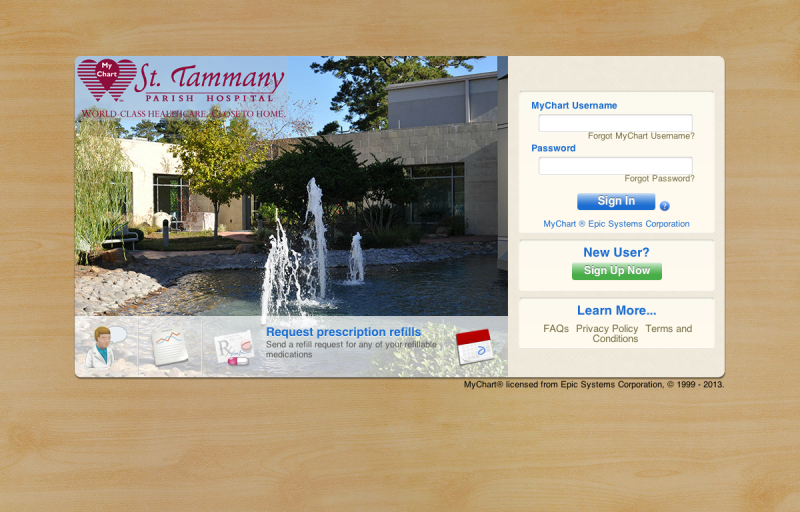 My
Chart
St. Tammany
PARISH HOSPITAL
WORLD-CLASS HEALTHCARE. CLOSE TO HOME.
MyChart Username
Forgot MyChart Username?
Password
Forgot Password?
Sign In
?
MyChart ® Epic Systems Corporation
New User?
Sign Up Now
Learn More...
FAQs Privacy Policy Terms and
Conditions
Rx
Request prescription refills
Send a refill request for any of your refillable
medications
MyChart® licensed from Epic Systems Corporation, © 1999 - 2013.